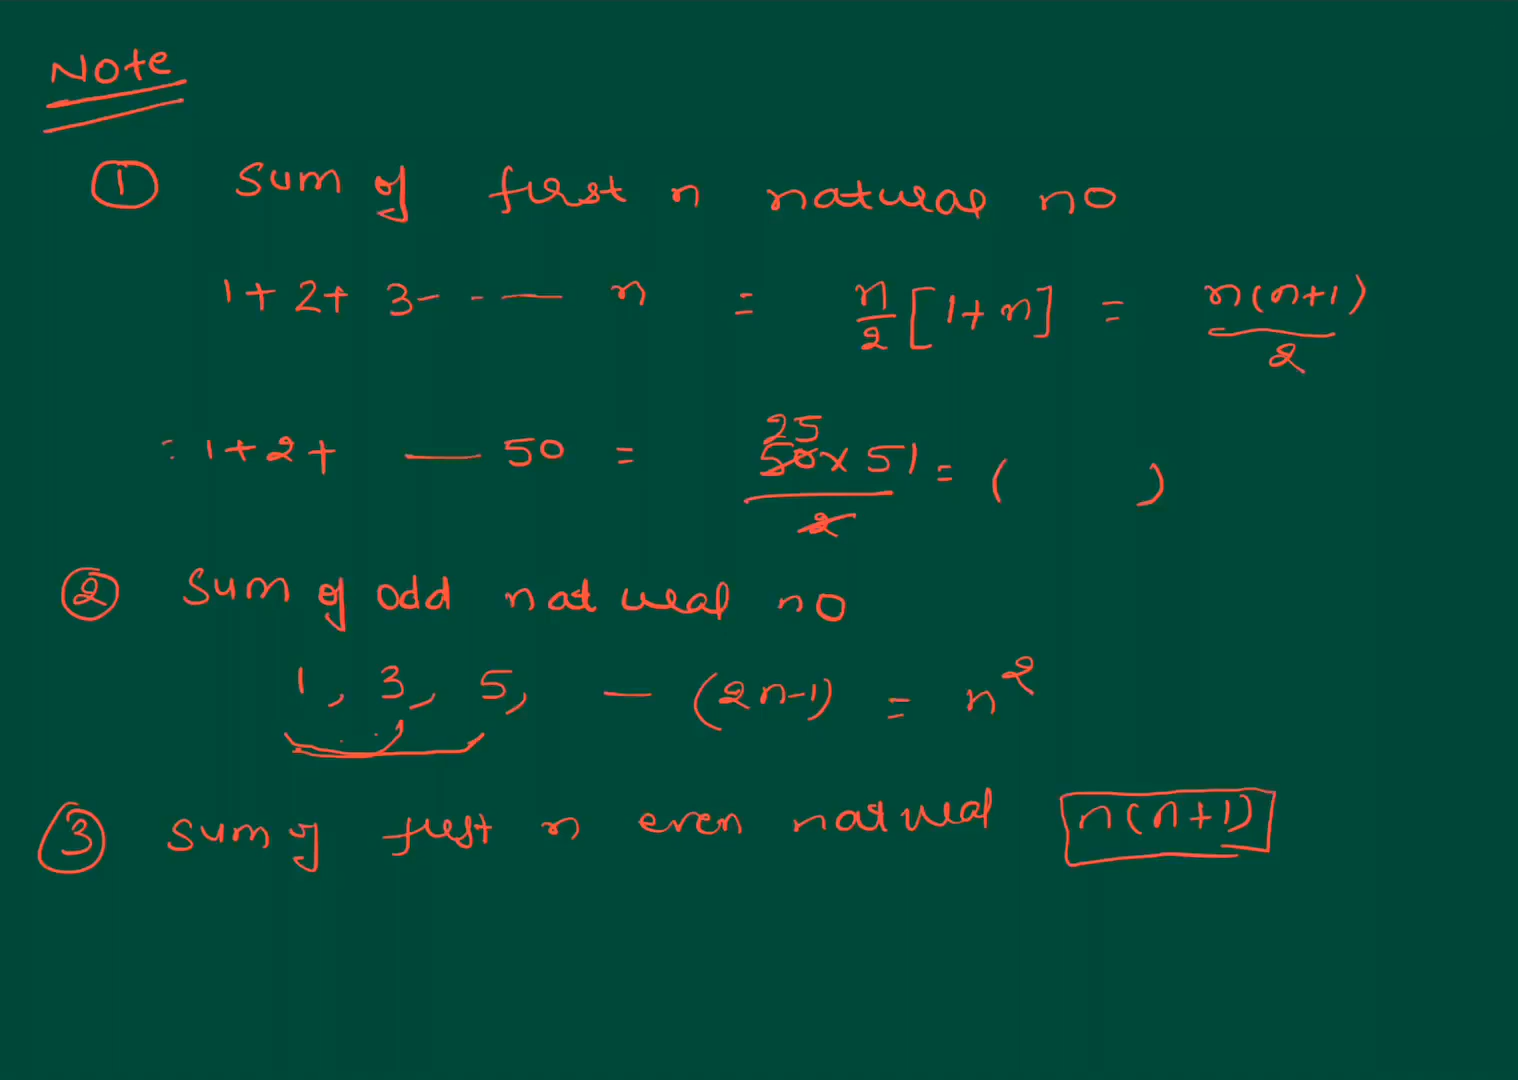 Note
① Sum of first n natural no
1 + 2 + 3 - - - — n = n/2 [1 + n] = n(n+1)/2
= 1 + 2 + — 50 = 25 50 x 51 / 2 = ( )
② Sum of odd natural no
1, 3, 5, — (2n-1) = n²
③ Sum of first n even natural n(n+1)